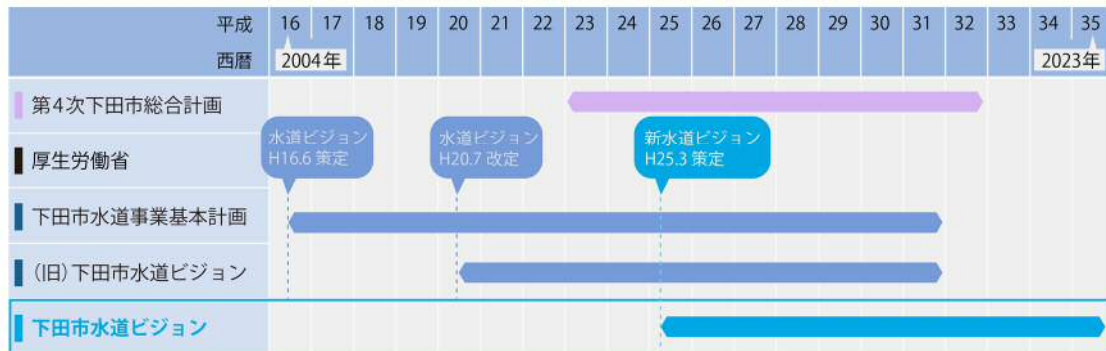 平成 16 17 18 19 20 21 22 23 24 25 26 27 28 29 30 31 32 33 34 35
西暦 2004年 2023年
第4次下田市総合計画
厚生労働省
水道ビジョン
H16.6 策定
水道ビジョン
H20.7 改定
新水道ビジョン
H25.3 策定
下田市水道事業基本計画
(旧)下田市水道ビジョン
下田市水道ビジョン